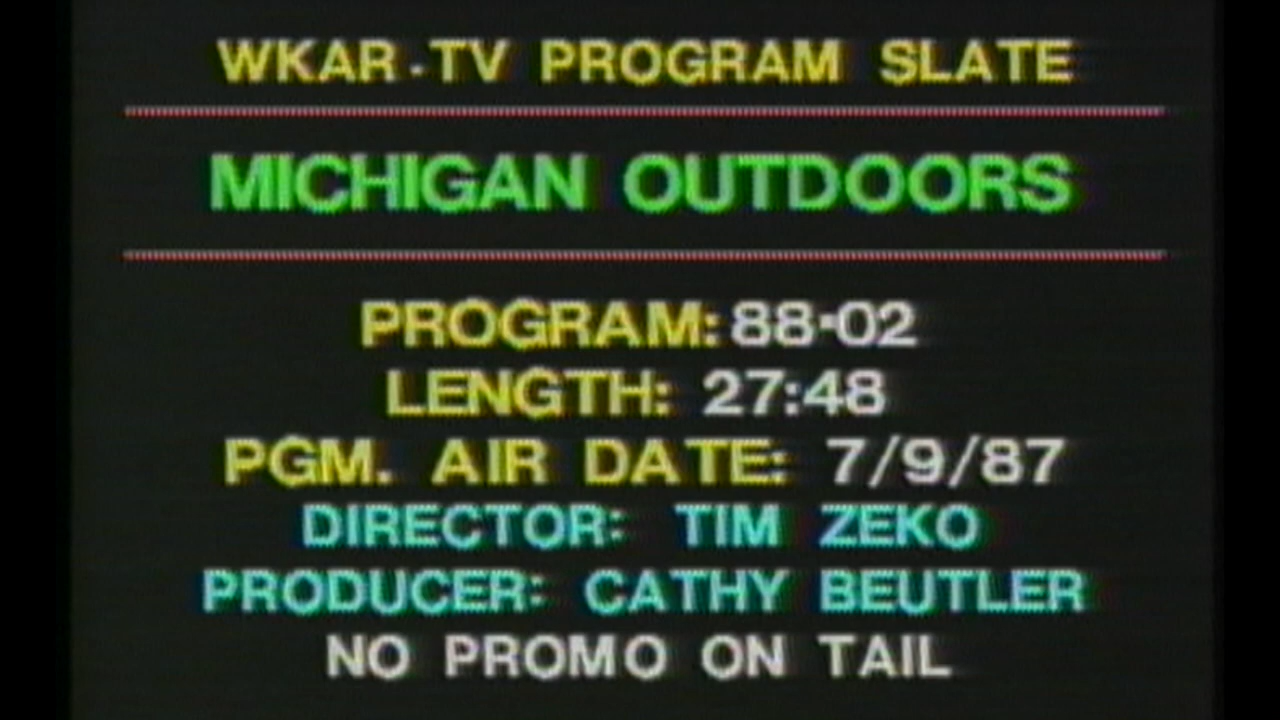 WKAR-TV PROGRAM SLATE
MICHIGAN OUTDOORS
PROGRAM: 88-02
LENGTH: 27:48
PGM. AIR DATE: 7/9/87
DIRECTOR: TIM ZEKO
PRODUCER: CATHY BEUTLER
NO PROMO ON TAIL